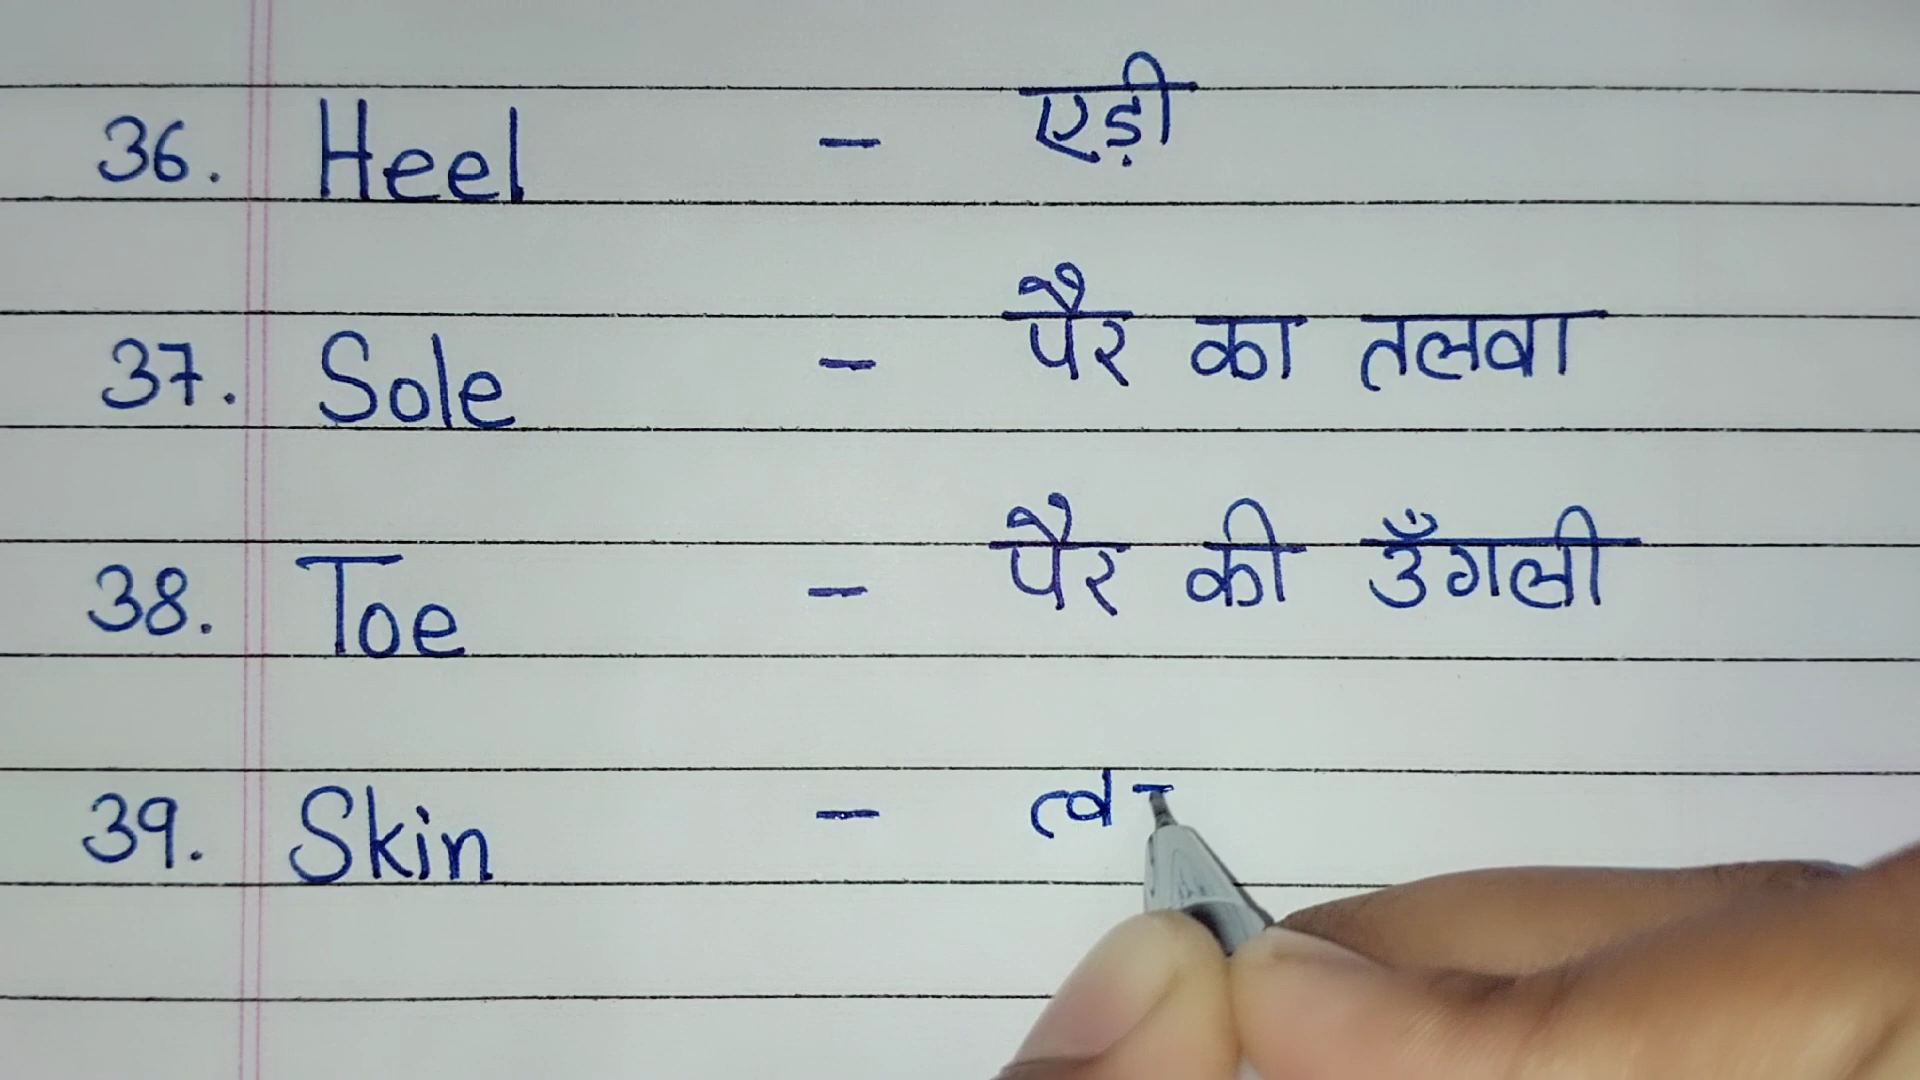 36. Heel - एड़ी
37. Sole - पैर का तलवा
38. Toe - पैर की उँगली
39. Skin - त्व